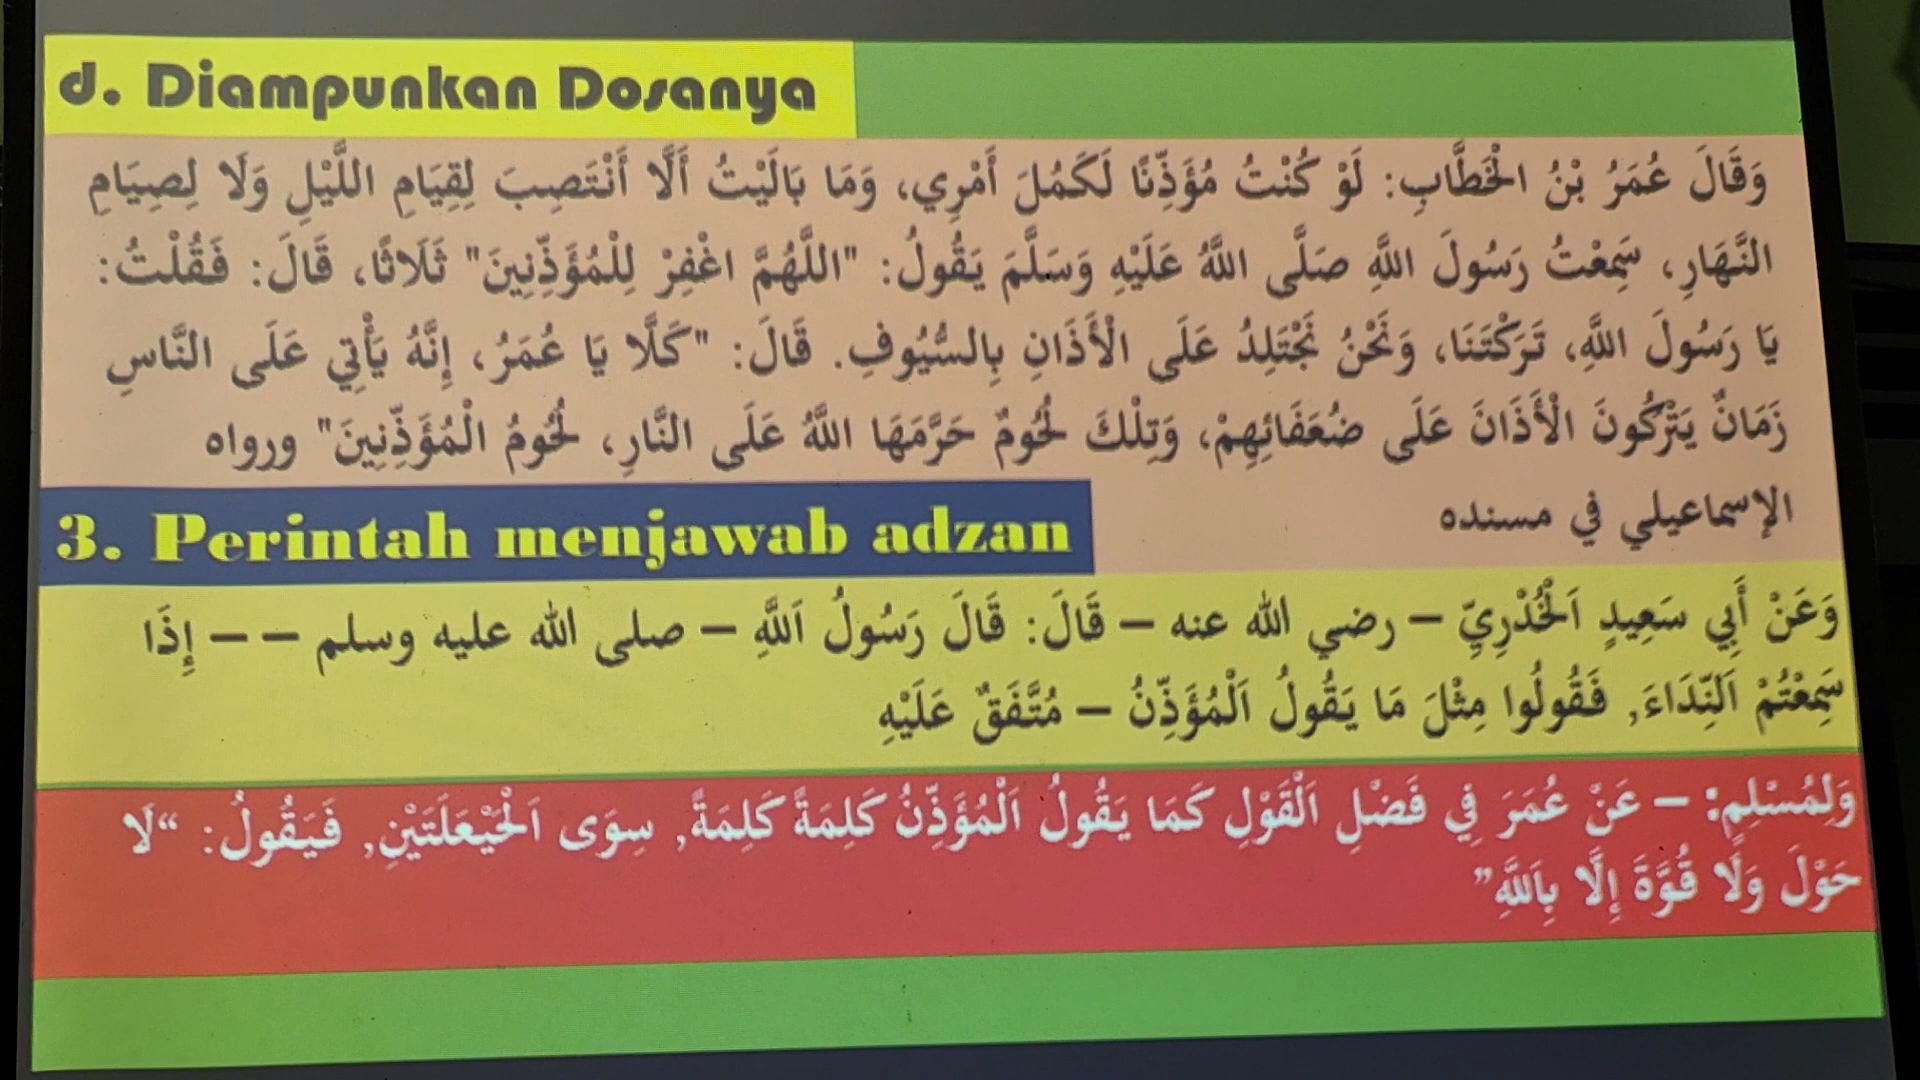 d. Diampunkan Dosanya
وَقَالَ عُمَرُ بْنُ الْخَطَّابِ: لَوْ كُنْتُ مُؤَذِّنًا لَكَمُلَ أَمْرِي، وَمَا بَالَيْتُ أَلَّا أَنْتَصِبَ لِقِيَامِ اللَّيْلِ وَلَا لِصِيَامِ
النَّهَارِ، سَمِعْتُ رَسُولَ اللَّهِ صَلَّى اللَّهُ عَلَيْهِ وَسَلَّمَ يَقُولُ: "اللَّهُمَّ اغْفِرْ لِلْمُؤَذِّنِينَ" ثَلَاثًا، قَالَ: فَقُلْتُ:
يَا رَسُولَ اللَّهِ، تَرَكْتَنَا، وَنَحْنُ نَجْتَلِدُ عَلَى الْأَذَانِ بِالسُّيُوفِ. قَالَ: "كَلَّا يَا عُمَرُ، إِنَّهُ يَأْتِي عَلَى النَّاسِ
زَمَانٌ يَتْرُكُونَ الْأَذَانَ عَلَى ضُعَفَائِهِمْ، وَتِلْكَ لُحُومٌ حَرَّمَهَا اللَّهُ عَلَى النَّارِ، لُحُومُ الْمُؤَذِّنِينَ" ورواه
الإسماعيلي في مسنده
3. Perintah menjawab adzan
وَعَنْ أَبِي سَعِيدٍ اَلْخُدْرِيِّ – رضي الله عنه – قَالَ: قَالَ رَسُولُ اَللَّهِ – صلى الله عليه وسلم – – إِذَا
سَمِعْتُمْ اَلنِّدَاءَ, فَقُولُوا مِثْلَ مَا يَقُولُ اَلْمُؤَذِّنُ – مُتَّفَقٌ عَلَيْهِ
وَلِمُسْلِمٍ: – عَنْ عُمَرَ فِي فَضْلِ اَلْقَوْلِ كَمَا يَقُولُ اَلْمُؤَذِّنُ كَلِمَةً كَلِمَةً, سِوَى اَلْحَيْعَلَتَيْنِ, فَيَقُولُ: “لَا
حَوْلَ وَلَا قُوَّةَ إِلَّا بِاَللَّهِ”